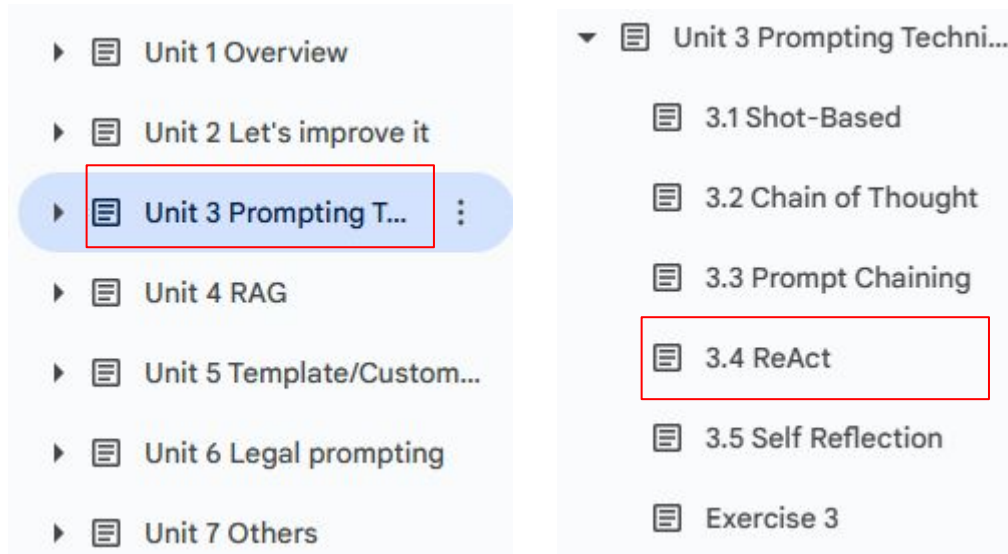 Unit 1 Overview
Unit 2 Let's improve it
Unit 3 Prompting T...
Unit 4 RAG
Unit 5 Template/Custom...
Unit 6 Legal prompting
Unit 7 Others
Unit 3 Prompting Techni...
3.1 Shot-Based
3.2 Chain of Thought
3.3 Prompt Chaining
3.4 ReAct
3.5 Self Reflection
Exercise 3